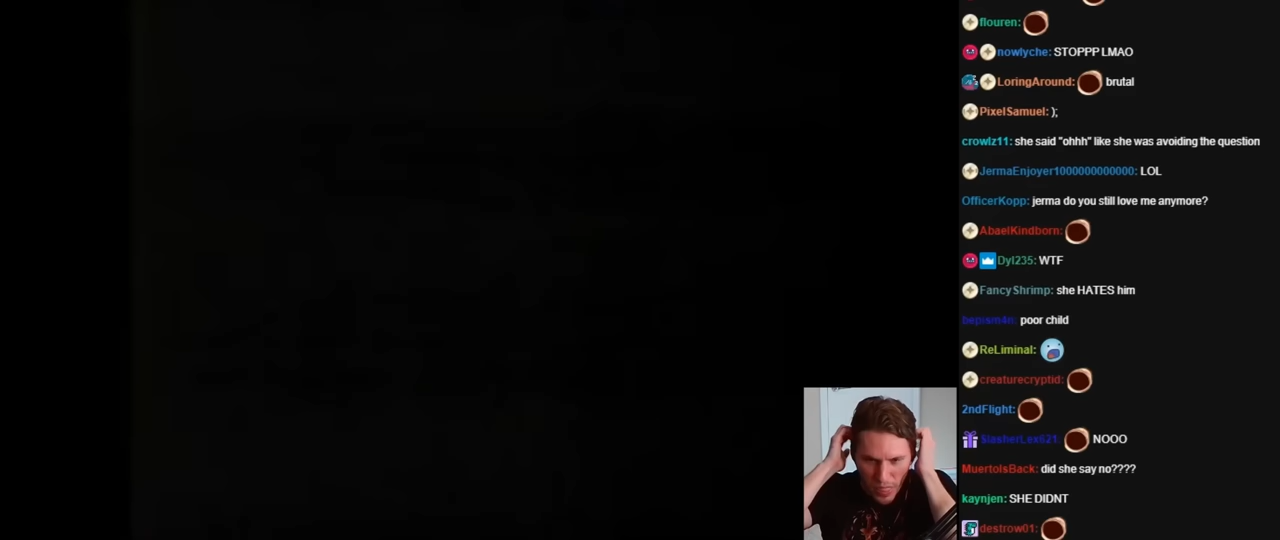 flouren:
nowlyche: STOPPP LMAO
LoringAround: brutal
PixelSamuel: );
crowlz11: she said "ohhh" like she was avoiding the question
JermaEnjoyer1000000000000: LOL
OfficerKopp: jerma do you still love me anymore?
AbaelKindborn:
Dyl235: WTF
FancyShrimp: she HATES him
bepism4n: poor child
ReLiminal:
creaturecryptid:
2ndFlight:
SlasherLex621: NOOO
MuertoIsBack: did she say no????
kaynjen: SHE DIDNT
destrow01: